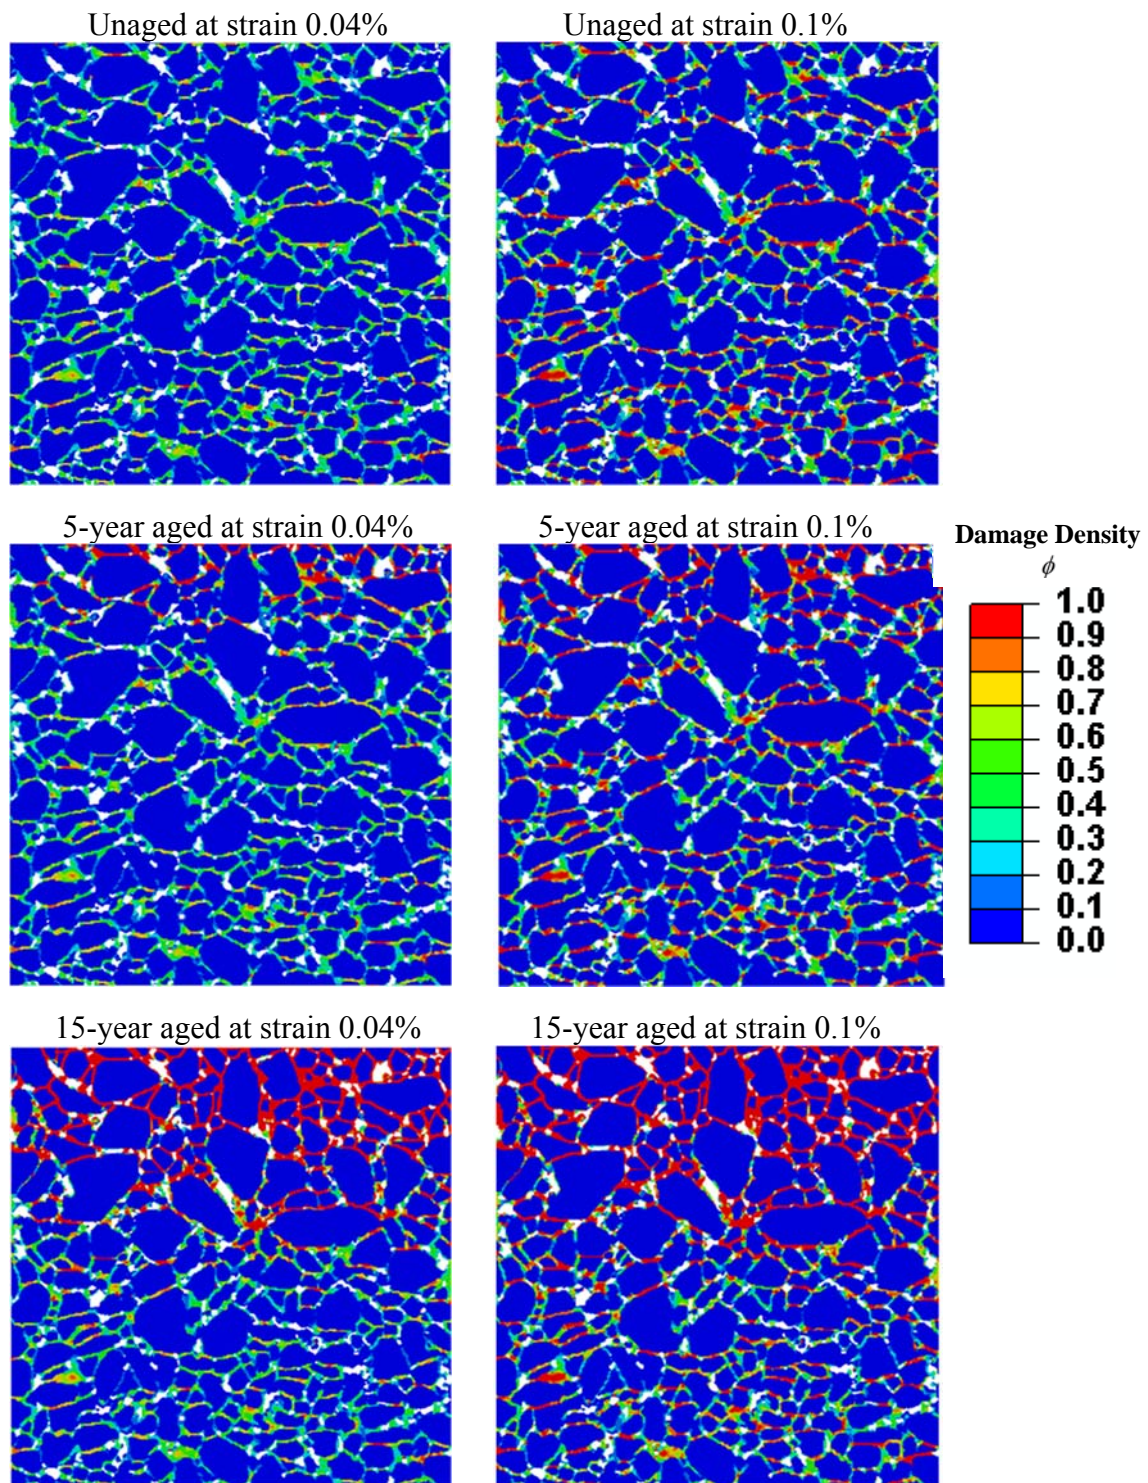 Unaged at strain 0.04%
Unaged at strain 0.1%
5-year aged at strain 0.04%
5-year aged at strain 0.1%
Damage Density
ϕ
1.0
0.9
0.8
0.7
0.6
0.5
0.4
0.3
0.2
0.1
0.0
15-year aged at strain 0.04%
15-year aged at strain 0.1%